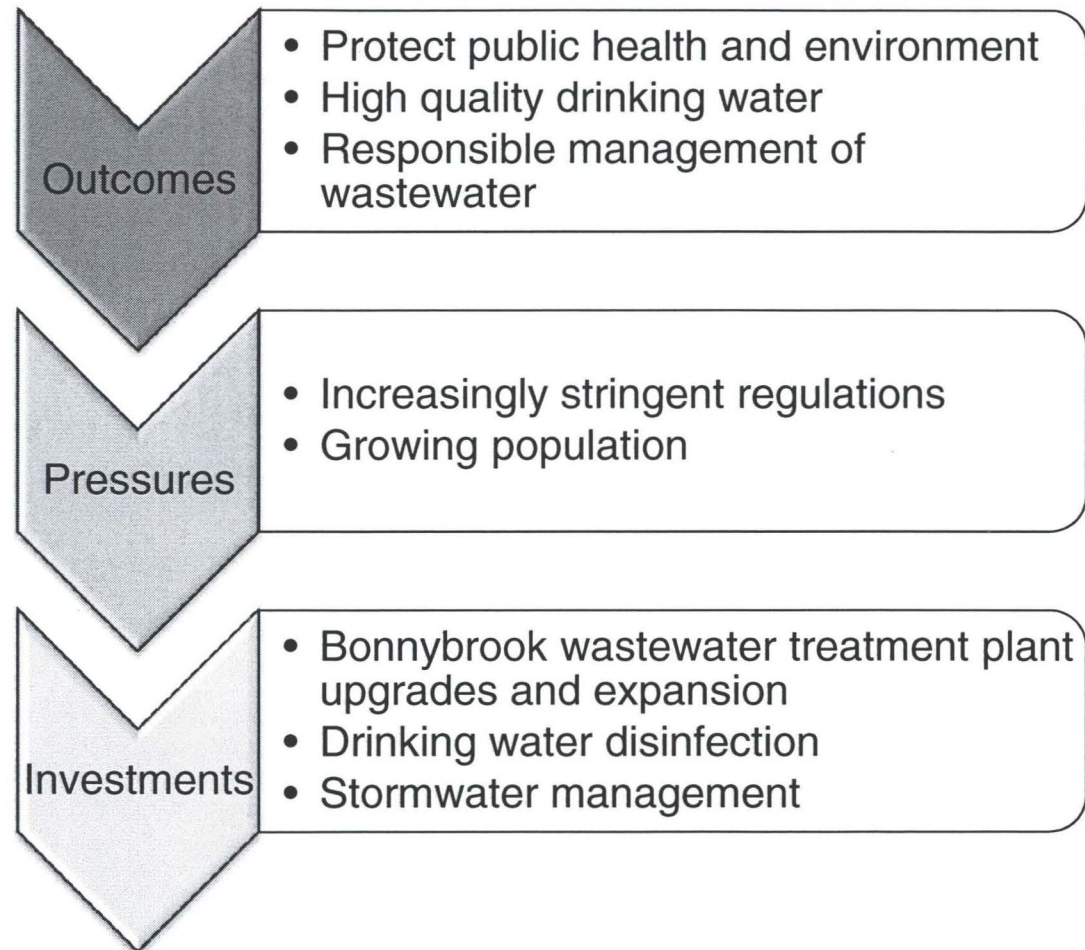 Outcomes
• Protect public health and environment
• High quality drinking water
• Responsible management of
wastewater
Pressures
• Increasingly stringent regulations
• Growing population
Investments
• Bonnybrook wastewater treatment plant
upgrades and expansion
• Drinking water disinfection
• Stormwater management